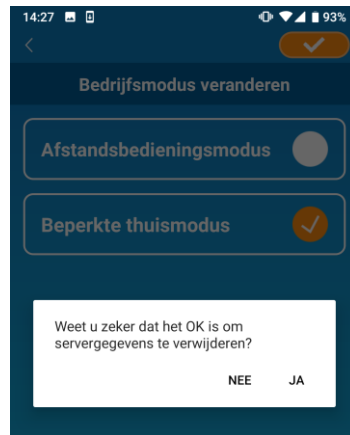 14:27 93%
Bedrijfsmodus veranderen
Afstandsbedieningsmodus
Beperkte thuismodus
Weet u zeker dat het OK is om
servergegevens te verwijderen?
NEE JA